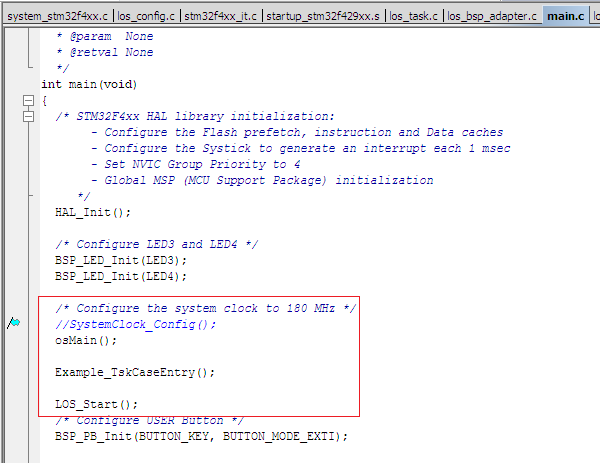 system_stm32f4xx.c los_config.c stm32f4xx_it.c startup_stm32f429xx.s los_task.c los_bsp_adapter.c main.c lo
* @param  None
* @retval None
*/
int main(void)
{
/* STM32F4xx HAL library initialization:
- Configure the Flash prefetch, instruction and Data caches
- Configure the Systick to generate an interrupt each 1 msec
- Set NVIC Group Priority to 4
- Global MSP (MCU Support Package) initialization
*/
HAL_Init();
/* Configure LED3 and LED4 */
BSP_LED_Init(LED3);
BSP_LED_Init(LED4);
/* Configure the system clock to 180 MHz */
//SystemClock_Config();
osMain();
Example_TskCaseEntry();
LOS_Start();
/* Configure USER Button */
BSP_PB_Init(BUTTON_KEY, BUTTON_MODE_EXTI);